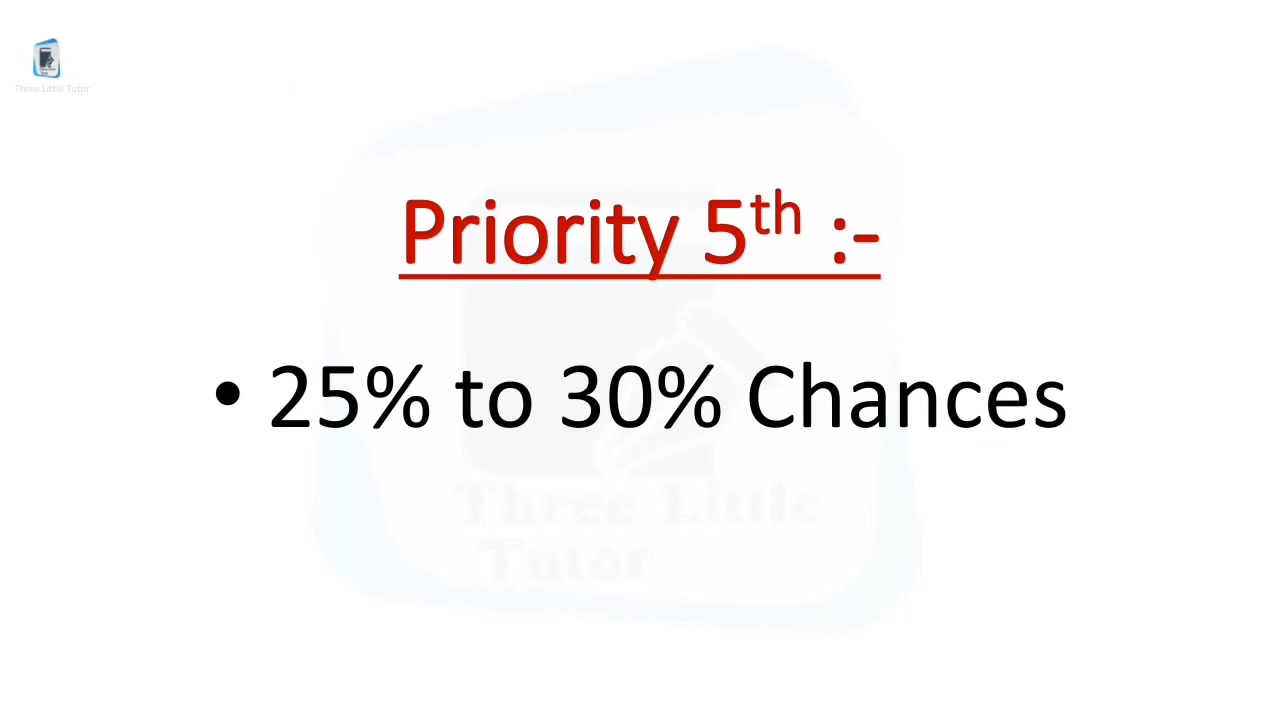 Three Little Tutor
Priority 5th :-
• 25% to 30% Chances
Three Little
Tutor